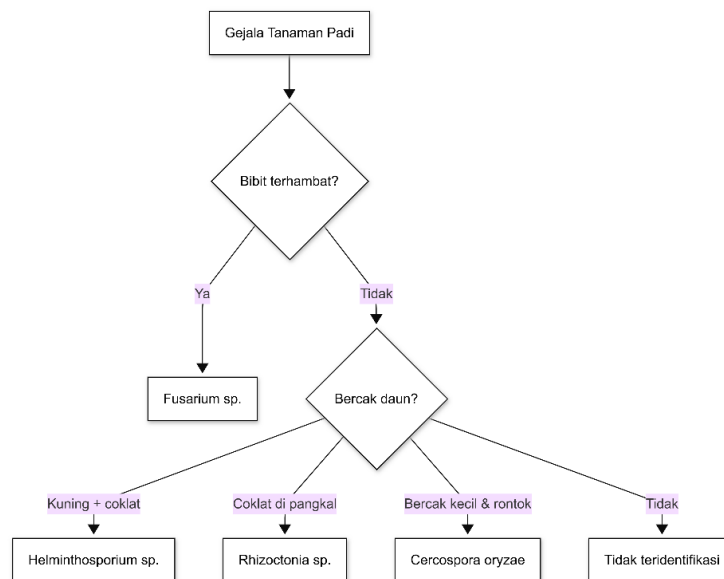 Gejala Tanaman Padi
Bibit terhambat?
Ya
Tidak
Fusarium sp.
Bercak daun?
Kuning + coklat
Coklat di pangkal
Bercak kecil & rontok
Tidak
Helminthosporium sp.
Rhizoctonia sp.
Cercospora oryzae
Tidak teridentifikasi